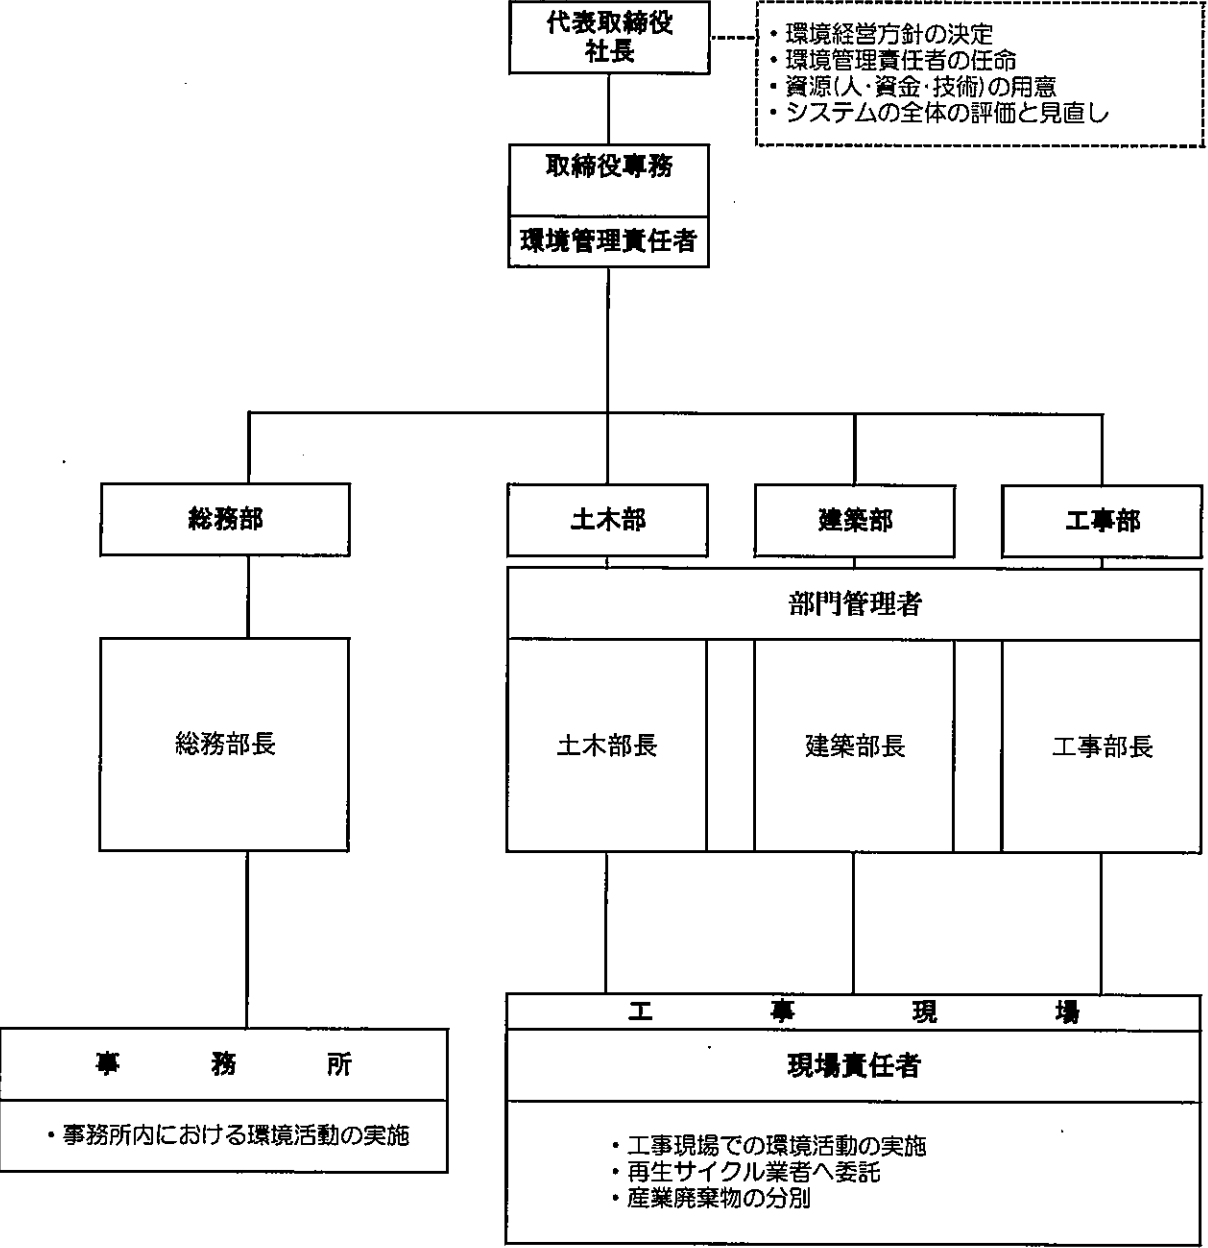 代表取締役
社長
・環境経営方針の決定
・環境管理責任者の任命
・資源(人・資金・技術)の用意
・システムの全体の評価と見直し
取締役専務
環境管理責任者
総務部
土木部
建築部
工事部
部門管理者
総務部長
土木部長
建築部長
工事部長
工事現場
現場責任者
事務所
・事務所内における環境活動の実施
・工事現場での環境活動の実施
・再生サイクル業者へ委託
・産業廃棄物の分別